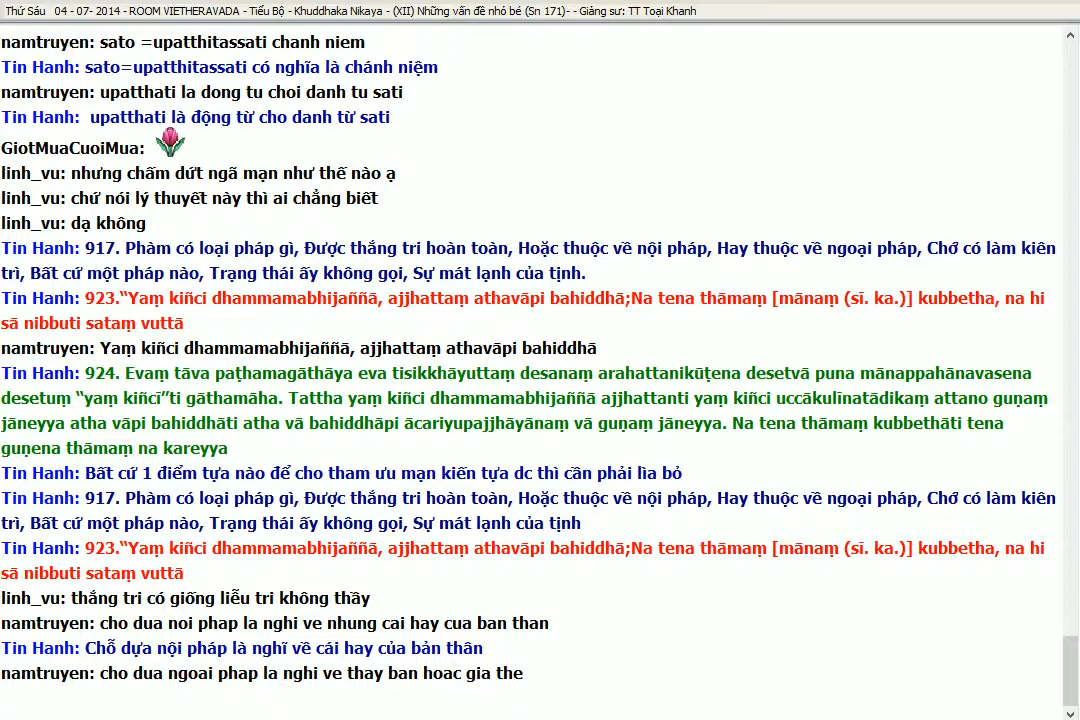 Thứ Sáu   04 - 07- 2014 - ROOM VIETHERAVADA - Tiểu Bộ - Khuddhaka Nikaya - (XII) Những vấn đề nhỏ bé (Sn 171)- - Giảng sư: TT Toại Khanh
namtruyen: sato =upatthitassati chanh niem
Tin Hanh: sato=upatthitassati có nghĩa là chánh niệm
namtruyen: upatthati la dong tu choi danh tu sati
Tin Hanh:  upatthati là động từ cho danh từ sati
GiotMuaCuoiMua:
linh_vu: nhưng chấm dứt ngã mạn như thế nào ạ
linh_vu: chứ nói lý thuyết này thì ai chẳng biết
linh_vu: dạ không
Tin Hanh: 917. Phàm có loại pháp gì, Được thắng tri hoàn toàn, Hoặc thuộc về nội pháp, Hay thuộc về ngoại pháp, Chớ có làm kiên
trì, Bất cứ một pháp nào, Trạng thái ấy không gọi, Sự mát lạnh của tịnh.
Tin Hanh: 923.“Yaṃ kiñci dhammamabhijaññā, ajjhattaṃ athavāpi bahiddhā;Na tena thāmaṃ [mānaṃ (sī. ka.)] kubbetha, na hi
sā nibbuti sataṃ vuttā
namtruyen: Yaṃ kiñci dhammamabhijaññā, ajjhattaṃ athavāpi bahiddhā
Tin Hanh: 924. Evaṃ tāva paṭhamagāthāya eva tisikkhāyuttaṃ desanaṃ arahattanikūṭena desetvā puna mānappahānavasena
desetuṃ “yaṃ kiñcī”ti gāthamāha. Tattha yaṃ kiñci dhammamabhijaññā ajjhattanti yaṃ kiñci uccākulīnatādikaṃ attano guṇaṃ
jāneyya atha vāpi bahiddhāti atha vā bahiddhāpi ācariyupajjhāyānaṃ vā guṇaṃ jāneyya. Na tena thāmaṃ kubbethāti tena
guṇena thāmaṃ na kareyya
Tin Hanh: Bất cứ 1 điểm tựa nào để cho tham ưu mạn kiến tựa dc thì cần phải lìa bỏ
Tin Hanh: 917. Phàm có loại pháp gì, Được thắng tri hoàn toàn, Hoặc thuộc về nội pháp, Hay thuộc về ngoại pháp, Chớ có làm kiên
trì, Bất cứ một pháp nào, Trạng thái ấy không gọi, Sự mát lạnh của tịnh
Tin Hanh: 923.“Yaṃ kiñci dhammamabhijaññā, ajjhattaṃ athavāpi bahiddhā;Na tena thāmaṃ [mānaṃ (sī. ka.)] kubbetha, na hi
sā nibbuti sataṃ vuttā
linh_vu: thắng tri có giống liễu tri không thầy
namtruyen: cho dua noi phap la nghi ve nhung cai hay cua ban than
Tin Hanh: Chỗ dựa nội pháp là nghĩ về cái hay của bản thân
namtruyen: cho dua ngoai phap la nghi ve thay ban hoac gia the